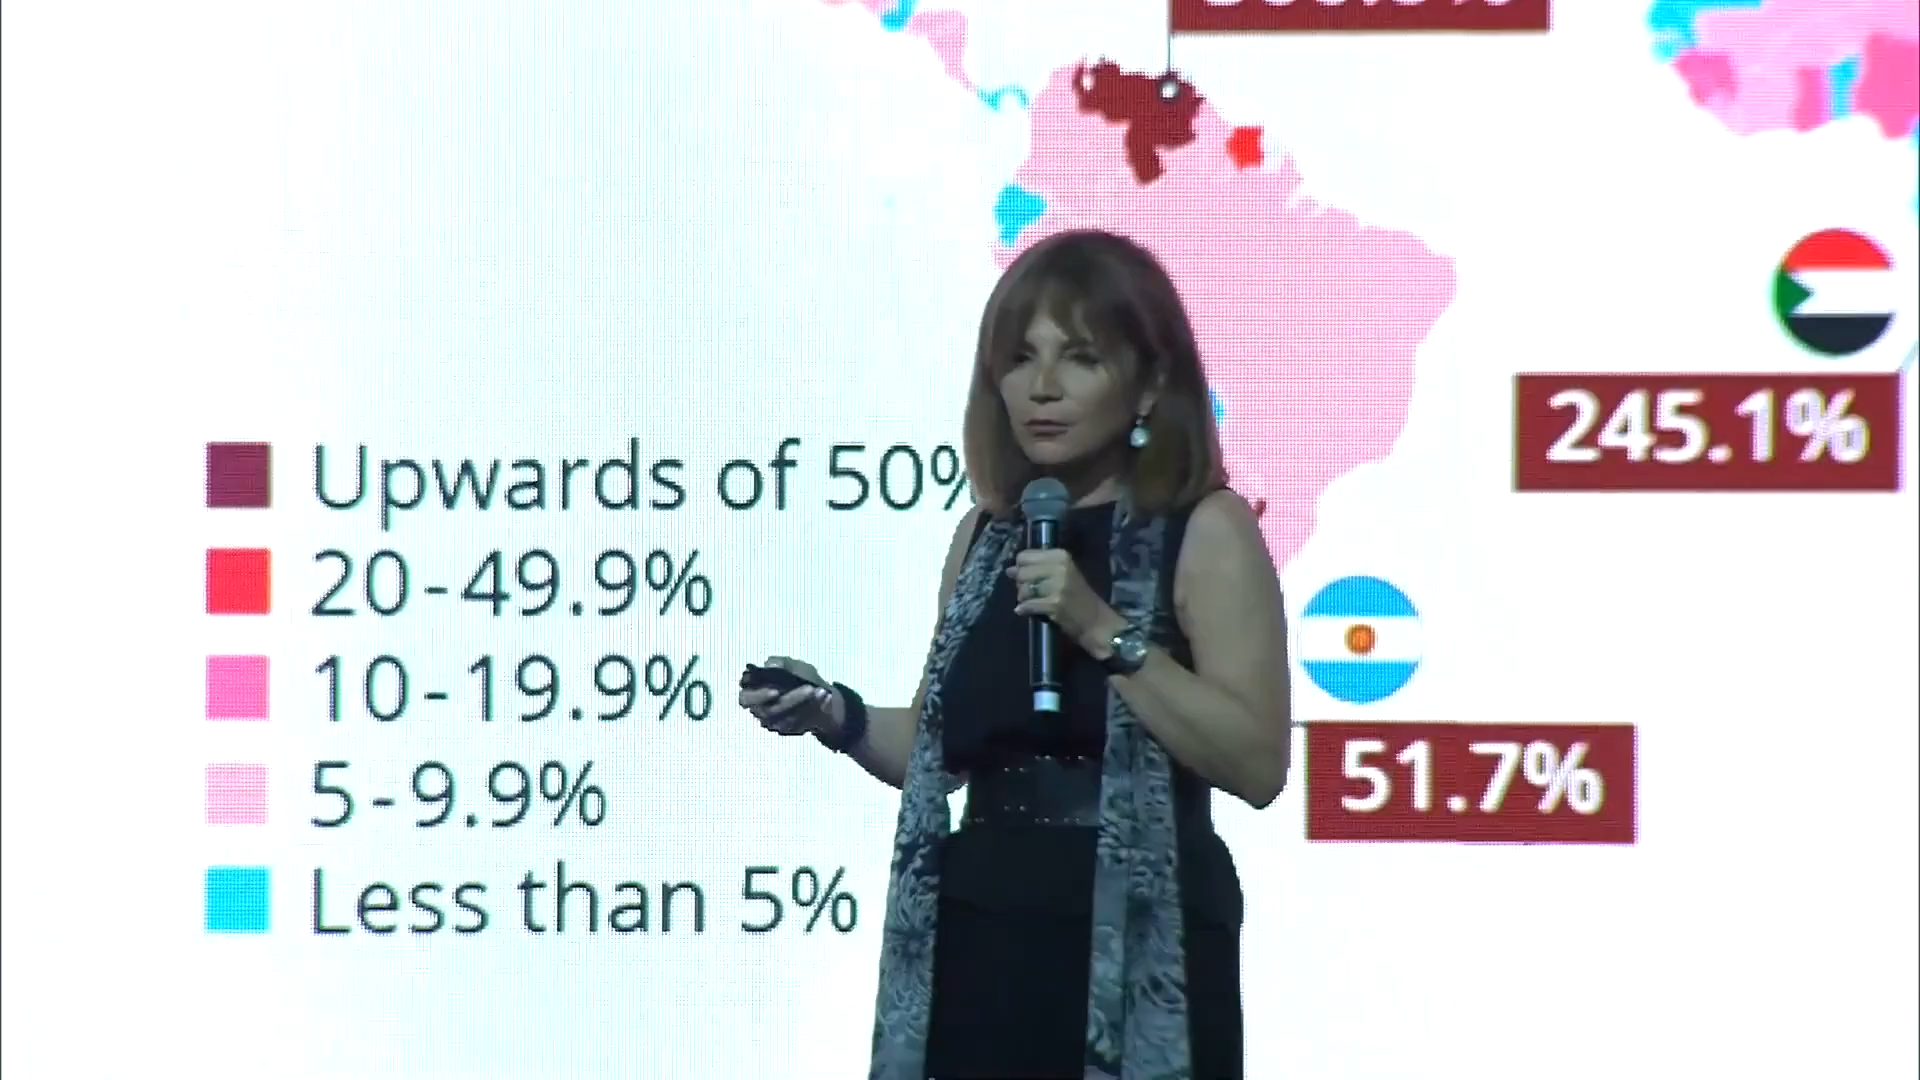 245.1%
Upwards of 50%
20-49.9%
10-19.9%
51.7%
5-9.9%
Less than 5%